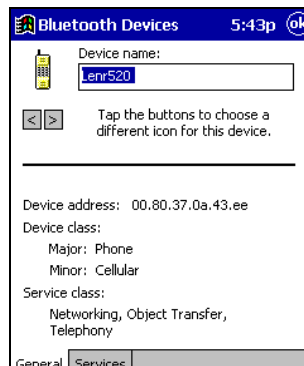 Bluetooth Devices 5:43p ok
Device name:
Lenr520
< > Tap the buttons to choose a
different icon for this device.
Device address: 00.80.37.0a.43.ee
Device class:
Major: Phone
Minor: Cellular
Service class:
Networking, Object Transfer,
Telephony
General Services